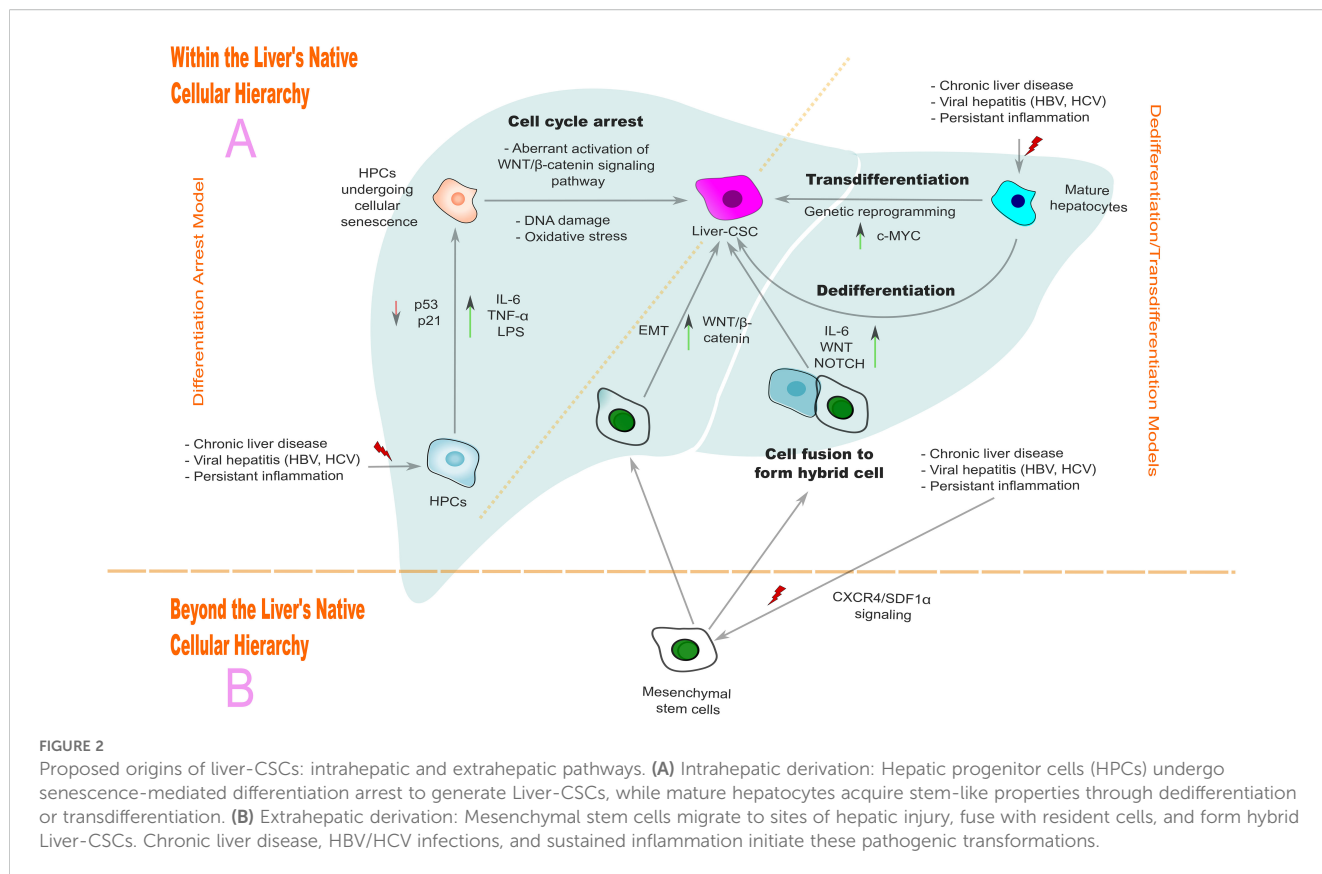 Within the Liver's Native
Cellular Hierarchy
A
Differentiation Arrest Model
HPCs
undergoing
cellular
senescence
Cell cycle arrest
- Aberrant activation of
WNT/β-catenin signaling
pathway
- DNA damage
- Oxidative stress
Liver-CSC
- Chronic liver disease
- Viral hepatitis (HBV, HCV)
- Persistant inflammation
Transdifferentiation
Genetic reprogramming
c-MYC
Mature
hepatocytes
Dedifferentiation/Transdifferentiation Models
Dedifferentiation
IL-6
WNT
NOTCH
p53
p21
IL-6
TNF-α
LPS
EMT
WNT/β-
catenin
- Chronic liver disease
- Viral hepatitis (HBV, HCV)
- Persistant inflammation
HPCs
Cell fusion to
form hybrid cell
- Chronic liver disease
- Viral hepatitis (HBV, HCV)
- Persistant inflammation
Beyond the Liver's Native
Cellular Hierarchy
B
CXCR4/SDF1α
signaling
Mesenchymal
stem cells
FIGURE 2
Proposed origins of liver-CSCs: intrahepatic and extrahepatic pathways. (A) Intrahepatic derivation: Hepatic progenitor cells (HPCs) undergo
senescence-mediated differentiation arrest to generate Liver-CSCs, while mature hepatocytes acquire stem-like properties through dedifferentiation
or transdifferentiation. (B) Extrahepatic derivation: Mesenchymal stem cells migrate to sites of hepatic injury, fuse with resident cells, and form hybrid
Liver-CSCs. Chronic liver disease, HBV/HCV infections, and sustained inflammation initiate these pathogenic transformations.